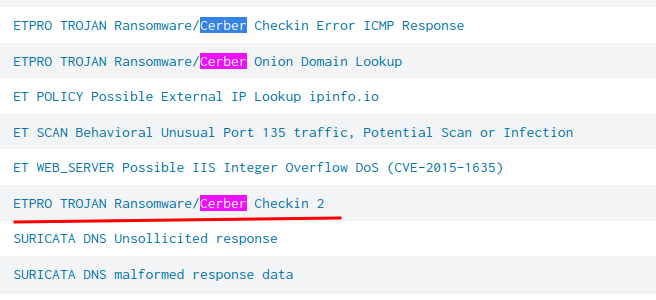 ETPRO TROJAN Ransomware/Cerber Checkin Error ICMP Response
ETPRO TROJAN Ransomware/Cerber Onion Domain Lookup
ET POLICY Possible External IP Lookup ipinfo.io
ET SCAN Behavioral Unusual Port 135 traffic, Potential Scan or Infection
ET WEB_SERVER Possible IIS Integer Overflow DoS (CVE-2015-1635)
ETPRO TROJAN Ransomware/Cerber Checkin 2
SURICATA DNS Unsollicited response
SURICATA DNS malformed response data